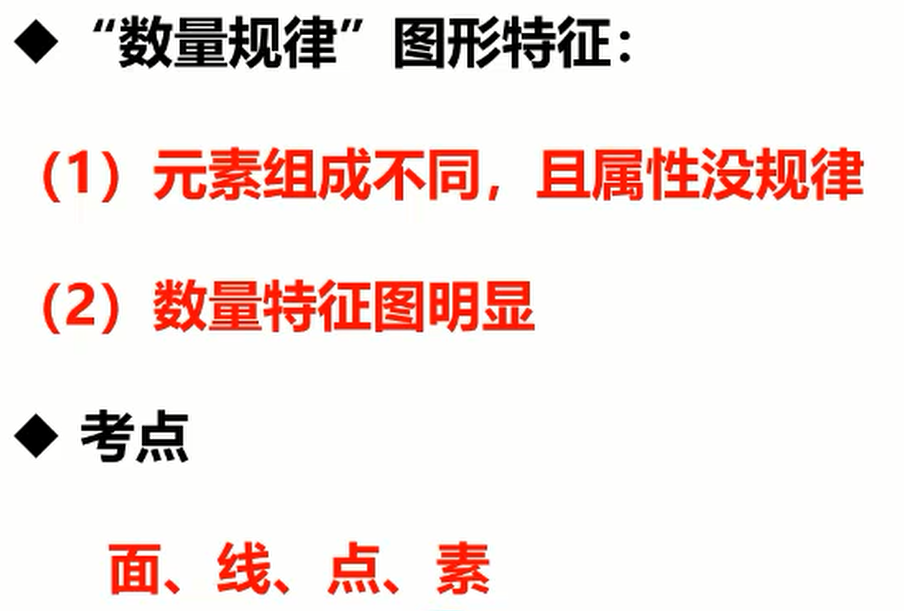 ◆ “数量规律”图形特征：
（1）元素组成不同，且属性没规律
（2）数量特征图明显
◆ 考点
面、线、点、素